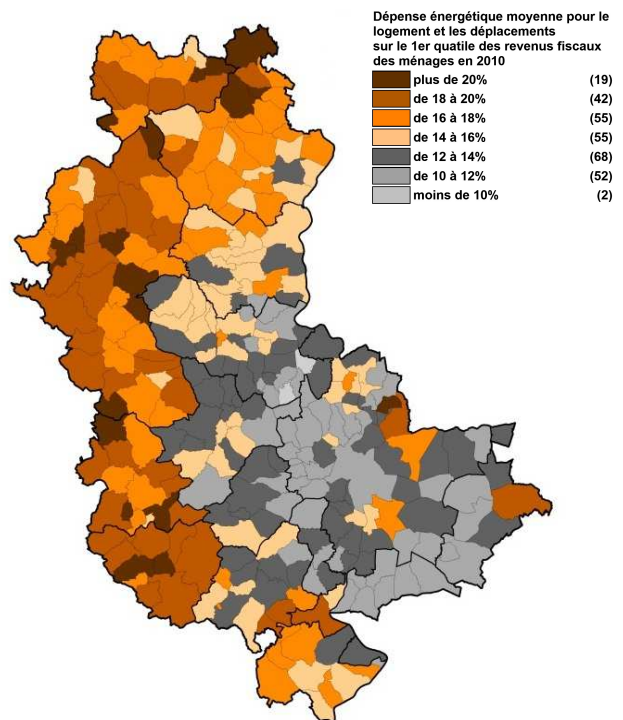 Dépense énergétique moyenne pour le
logement et les déplacements
sur le 1er quatile des revenus fiscaux
des ménages en 2010
plus de 20% (19)
de 18 à 20% (42)
de 16 à 18% (55)
de 14 à 16% (55)
de 12 à 14% (68)
de 10 à 12% (52)
moins de 10% (2)